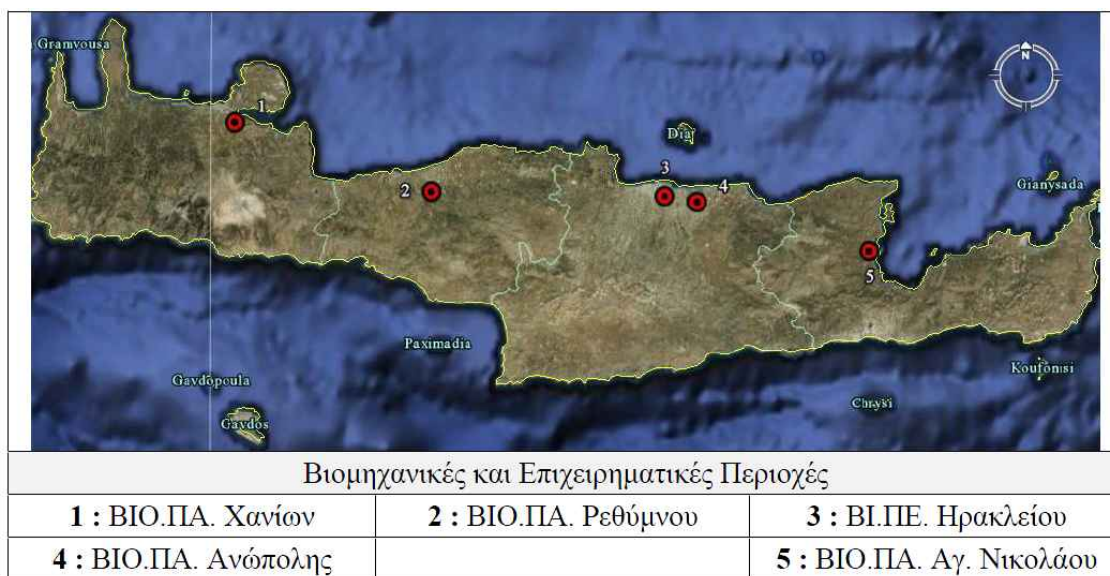 Gramvousa
N
1
Dia
3
2
4
Gianysada
5
Paximadia
Koufonisi
Gavdopoula
Chrysi
Gavdos
Βιομηχανικές και Επιχειρηματικές Περιοχές
1 : ΒΙΟ.ΠΑ. Χανίων
2 : ΒΙΟ.ΠΑ. Ρεθύμνου
3 : ΒΙ.ΠΕ. Ηρακλείου
4 : ΒΙΟ.ΠΑ. Ανώπολης
5 : ΒΙΟ.ΠΑ. Αγ. Νικολάου